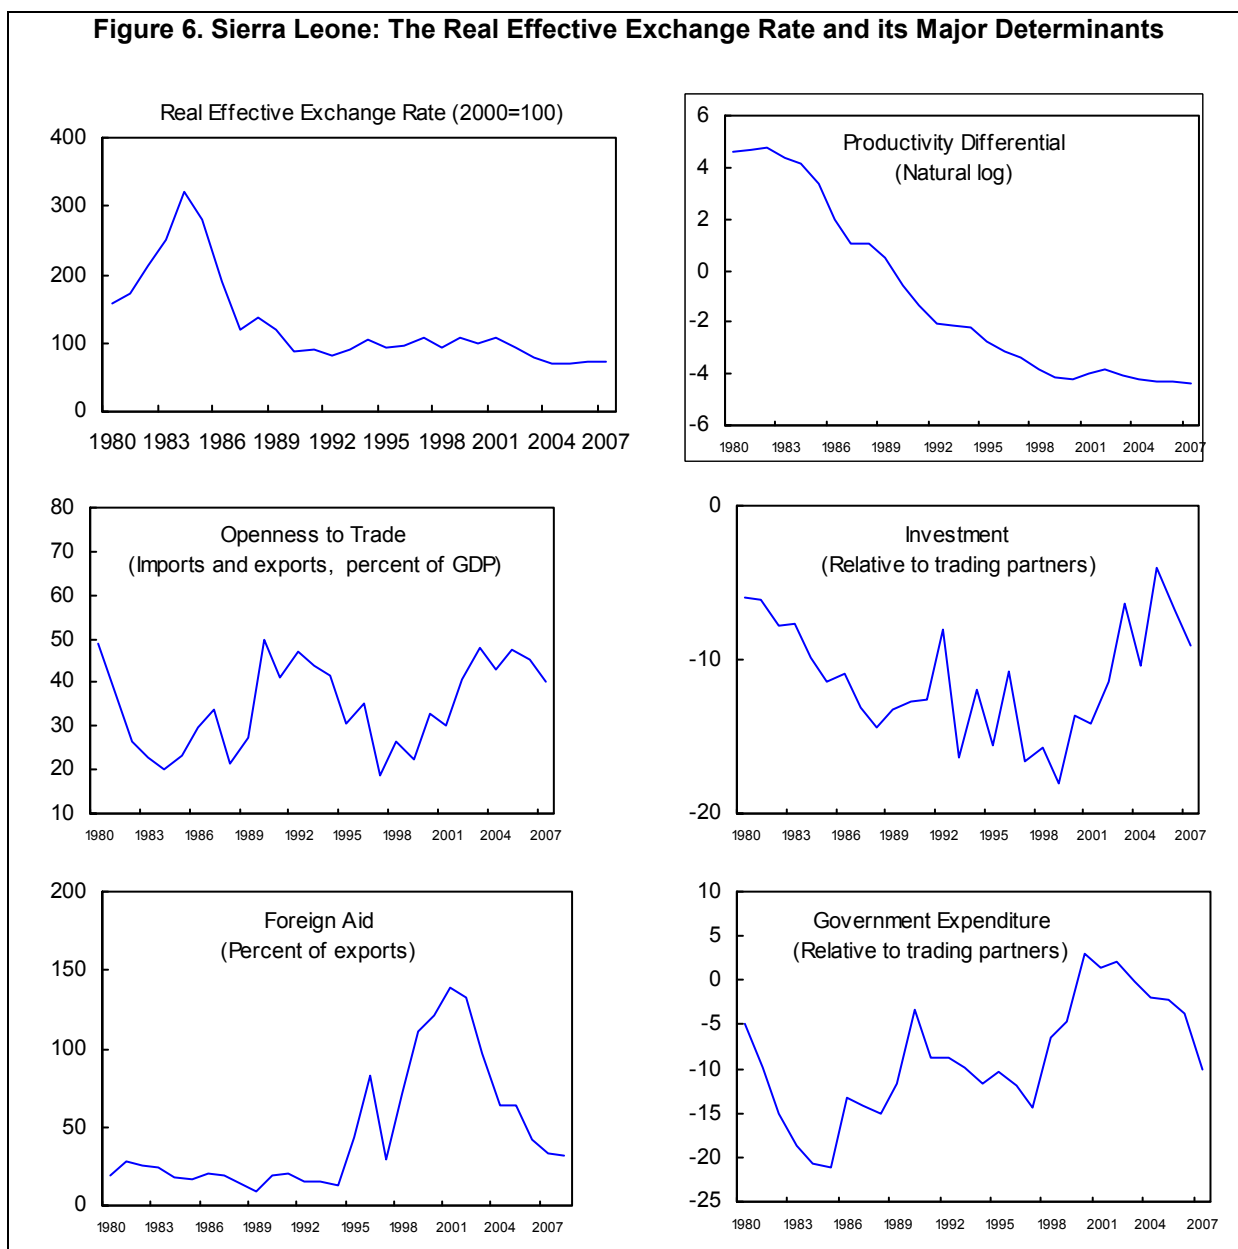 Figure 6. Sierra Leone: The Real Effective Exchange Rate and its Major Determinants
Real Effective Exchange Rate (2000=100)
400
300
200
100
0
1980 1983 1986 1989 1992 1995 1998 2001 2004 2007
Productivity Differential
(Natural log)
6
4
2
0
-2
-4
-6
1980 1983 1986 1989 1992 1995 1998 2001 2004 2007
Openness to Trade
(Imports and exports, percent of GDP)
80
70
60
50
40
30
20
10
1980 1983 1986 1989 1992 1995 1998 2001 2004 2007
Investment
(Relative to trading partners)
0
-10
-20
1980 1983 1986 1989 1992 1995 1998 2001 2004 2007
Foreign Aid
(Percent of exports)
200
150
100
50
0
1980 1983 1986 1989 1992 1995 1998 2001 2004 2007
Government Expenditure
(Relative to trading partners)
10
5
0
-5
-10
-15
-20
-25
1980 1983 1986 1989 1992 1995 1998 2001 2004 2007